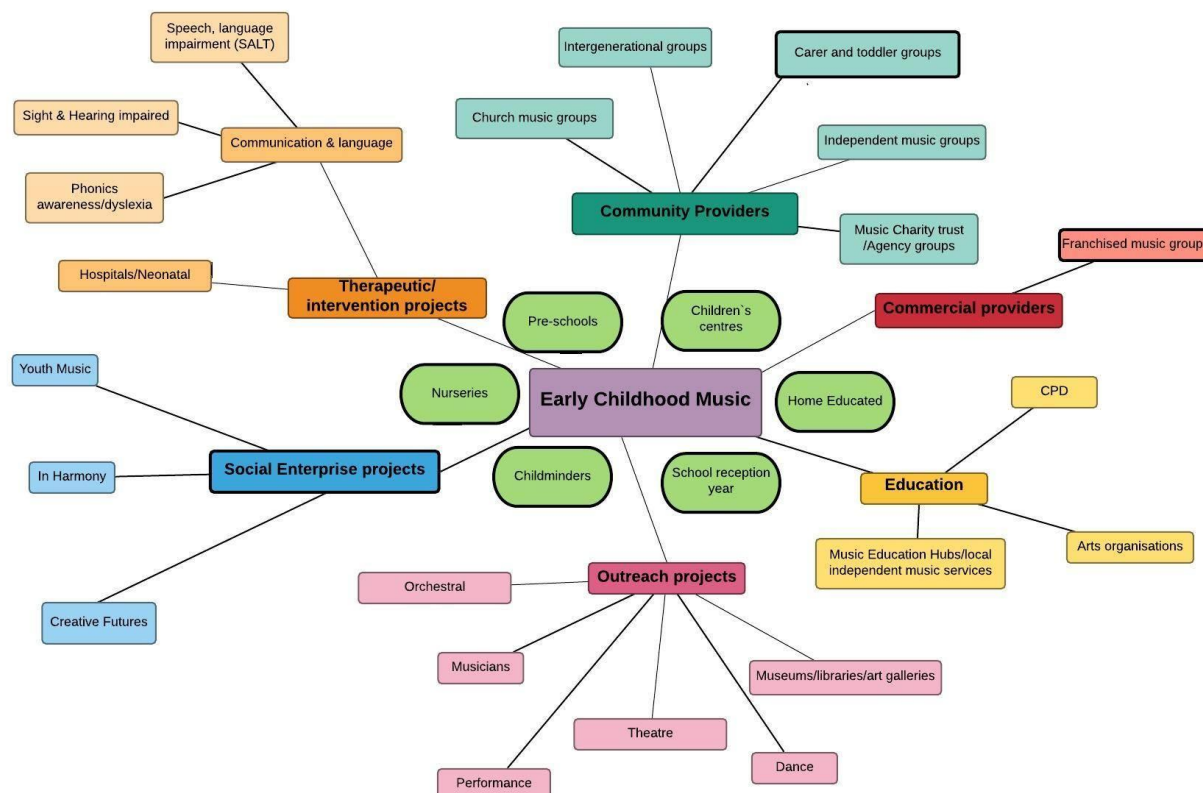 Speech, language
impairment (SALT)
Intergenerational groups
Carer and toddler groups
Sight & Hearing impaired
Church music groups
Communication & language
Independent music groups
Phonics
awareness/dyslexia
Community Providers
Music Charity trust
/Agency groups
Franchised music group
Hospitals/Neonatal
Therapeutic/
intervention projects
Commercial providers
Pre-schools
Children`s
centres
Youth Music
Nurseries
Early Childhood Music
Home Educated
CPD
In Harmony
Social Enterprise projects
Childminders
School reception
year
Education
Music Education Hubs/local
independent music services
Arts organisations
Outreach projects
Orchestral
Creative Futures
Musicians
Museums/libraries/art galleries
Theatre
Dance
Performance